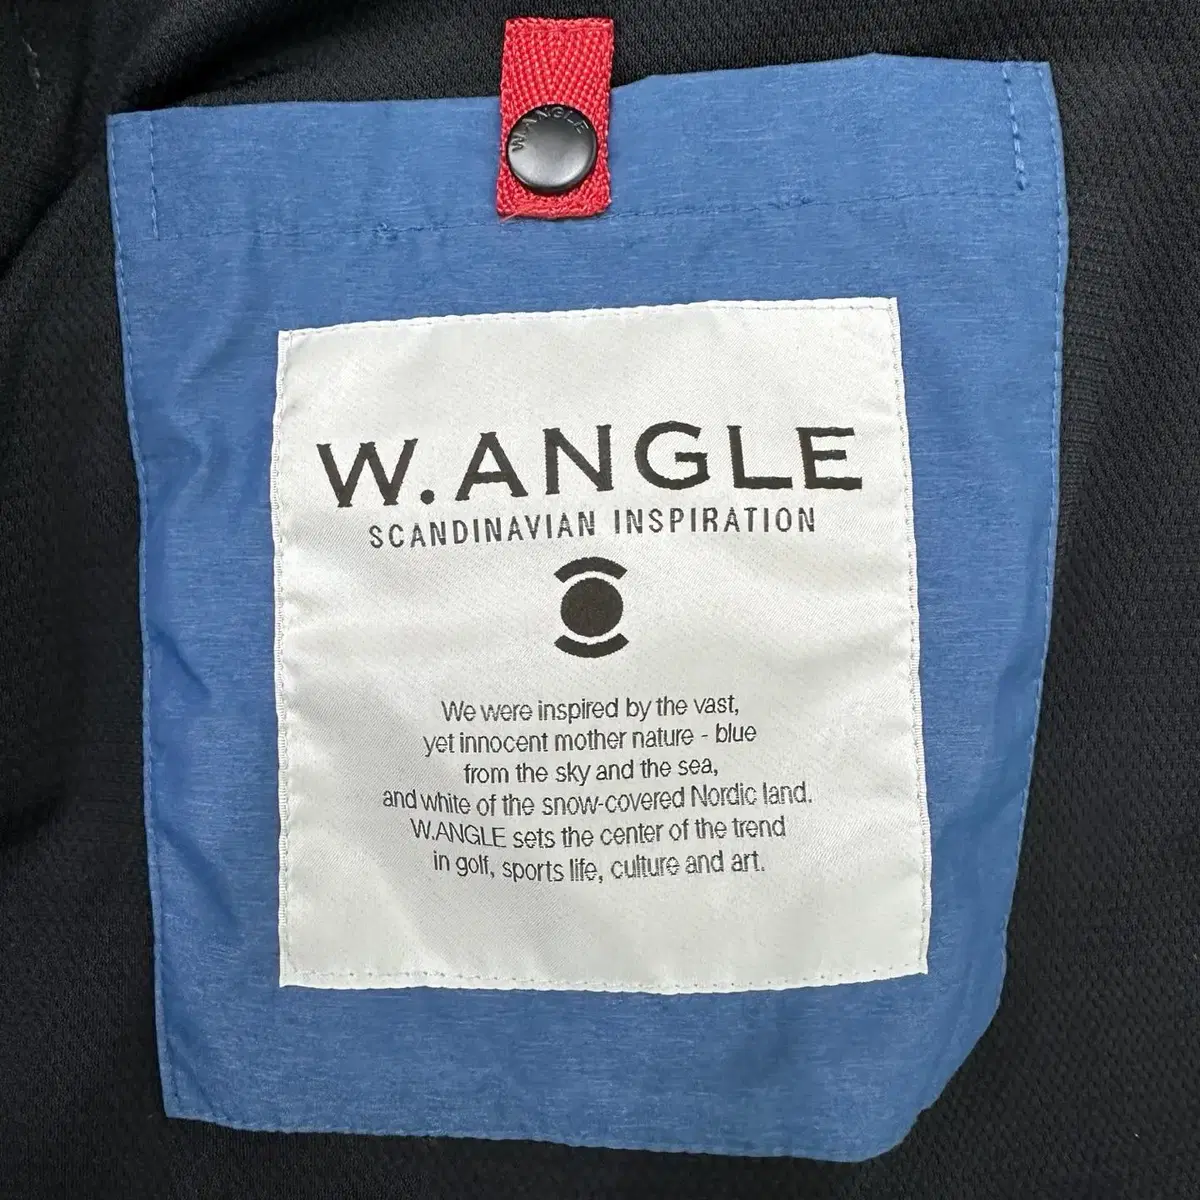 W.ANGLE
W.ANGLE
SCANDINAVIAN INSPIRATION
We were inspired by the vast,
yet innocent mother nature - blue
from the sky and the sea,
and white of the snow-covered Nordic land.
W.ANGLE sets the center of the trend
in golf, sports life, culture and art.